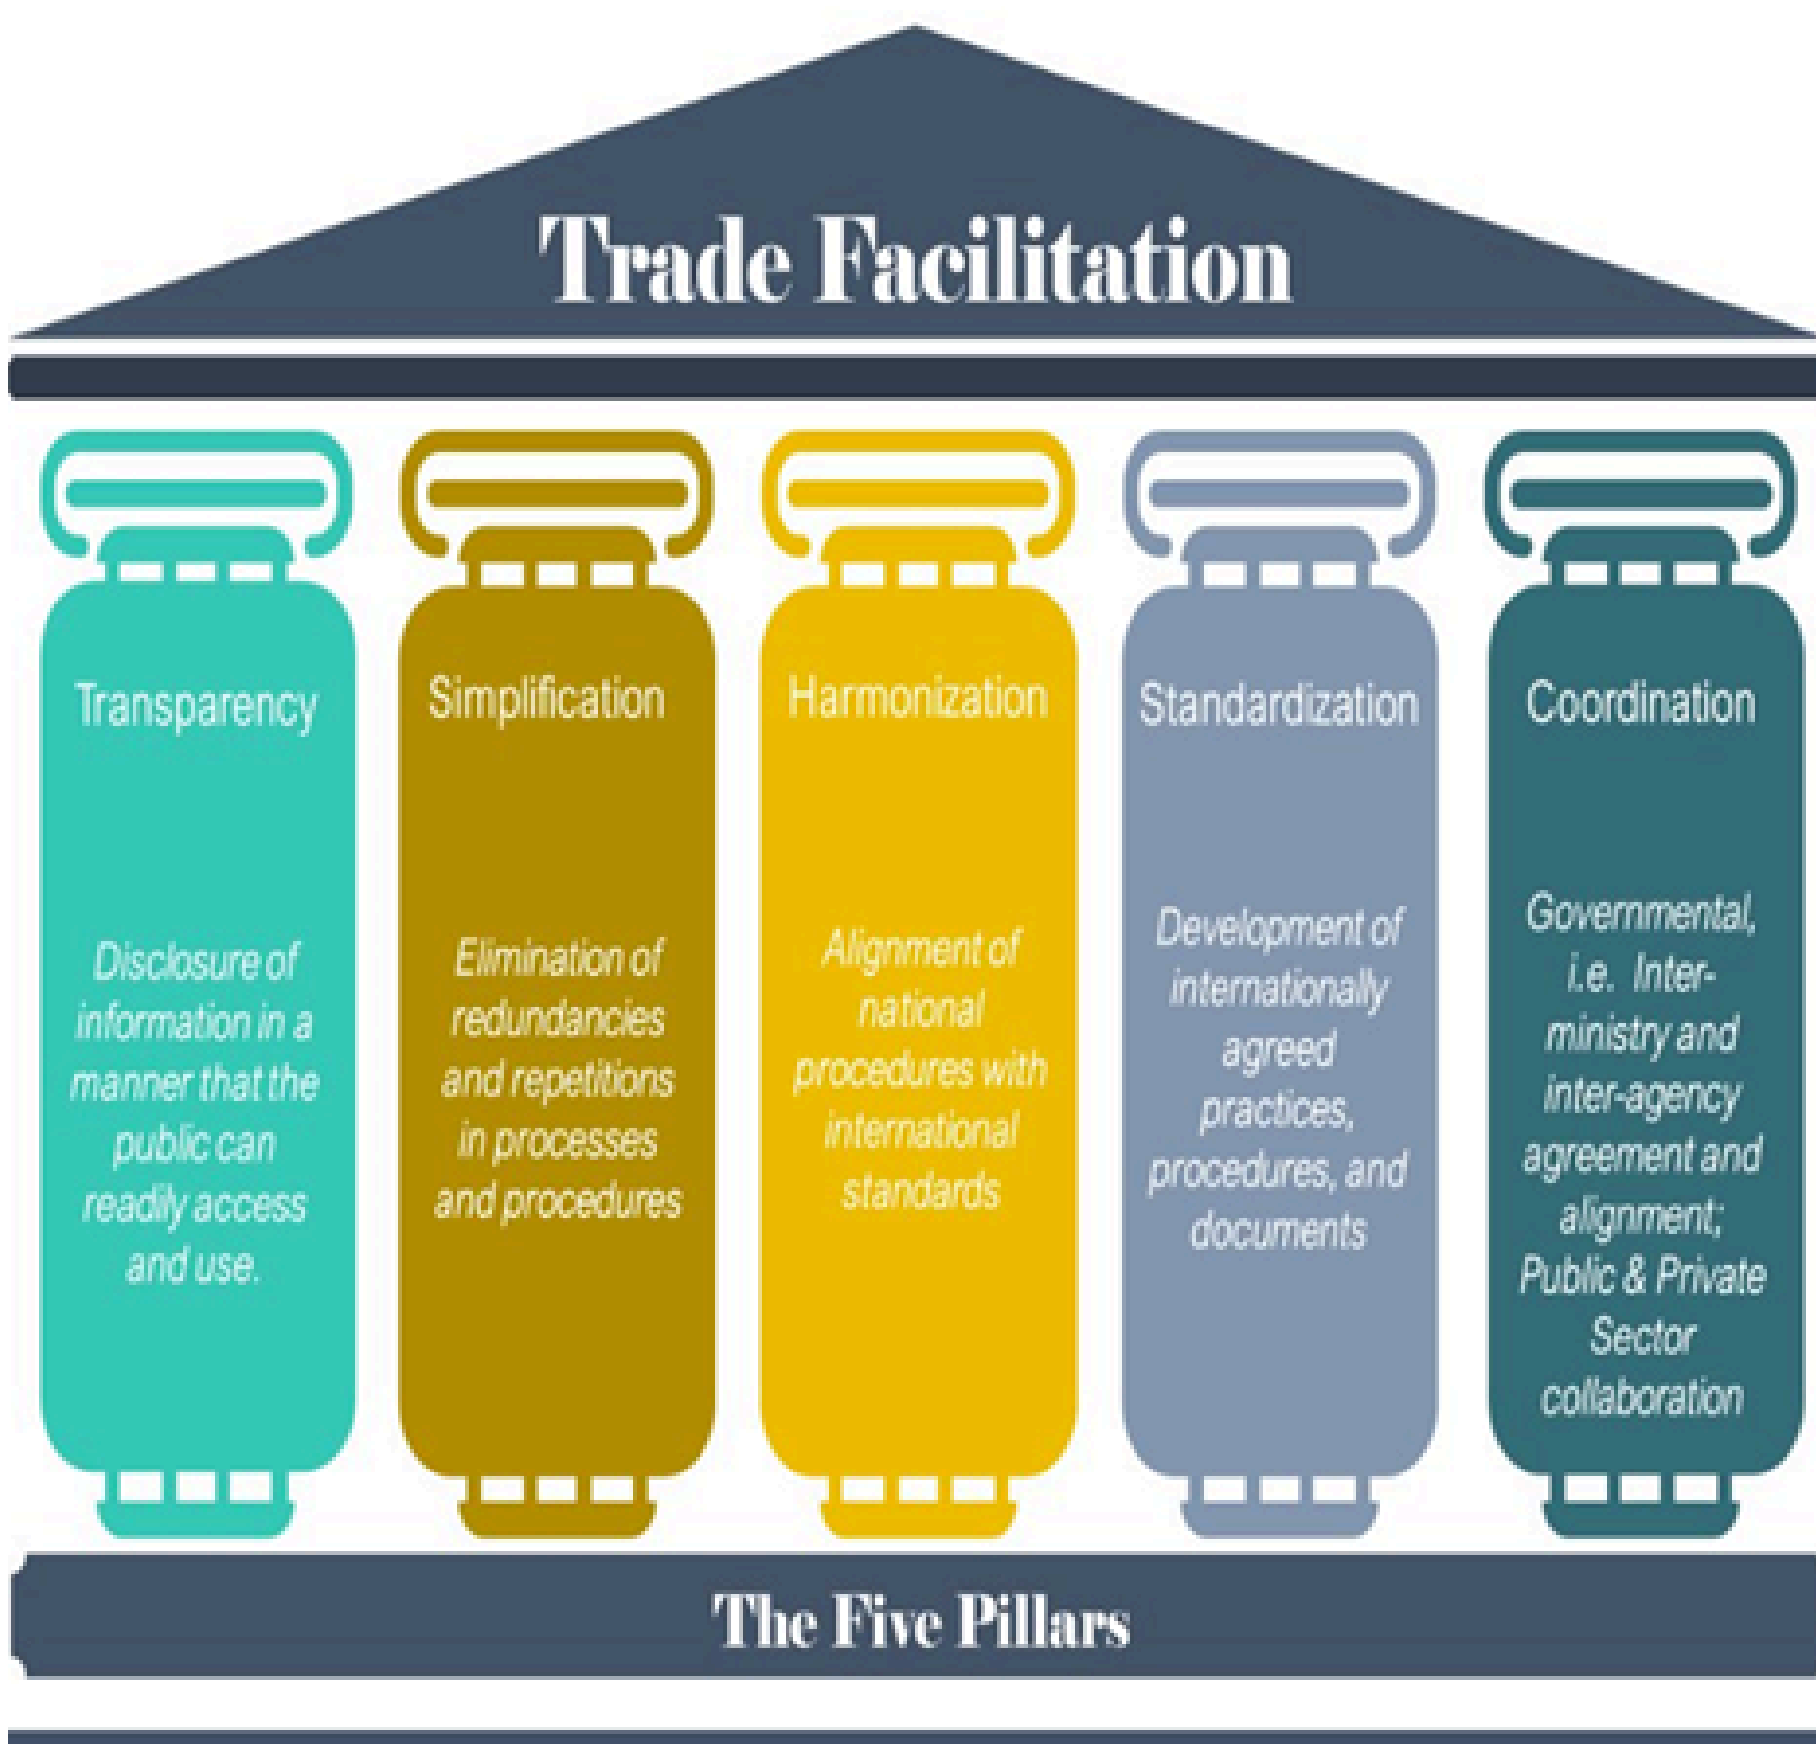 Trade Facilitation
Transparency
Disclosure of
information in a
manner that the
public can
readily access
and use.
Simplification
Elimination of
redundancies
and repetitions
in processes
and procedures
Harmonization
Alignment of
national
procedures with
international
standards
Standardization
Development of
internationally
agreed
practices,
procedures, and
documents
Coordination
Governmental,
i.e. Inter-
ministry and
inter-agency
agreement and
alignment;
Public & Private
Sector
collaboration
The Five Pillars